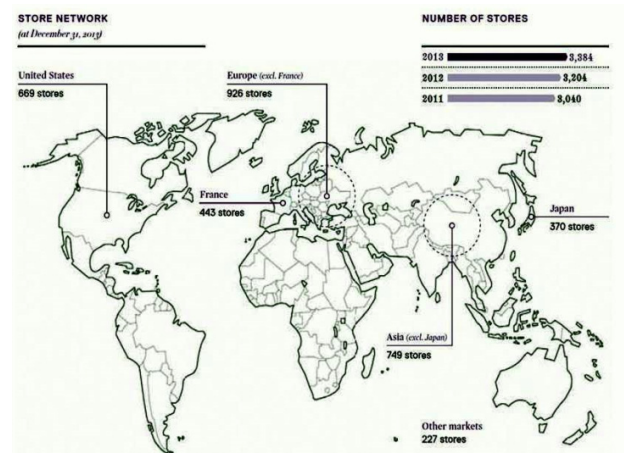 STORE NETWORK
(at December 31, 2013)
NUMBER OF STORES
2013 3,384
2012 3,204
2011 3,040
United States
669 stores
Europe (excl. France)
926 stores
France
443 stores
Japan
370 stores
Asia (excl. Japan)
749 stores
Other markets
227 stores